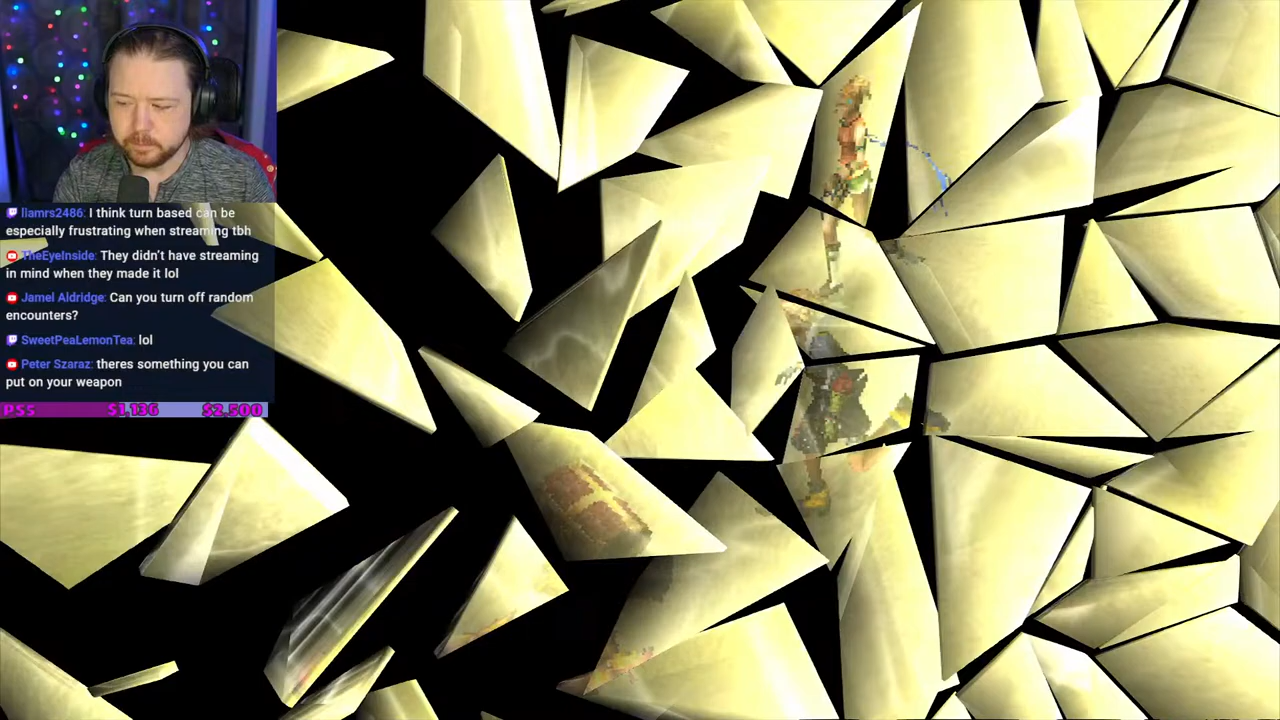 liamrs2486: I think turn based can be
especially frustrating when streaming tbh
TheEyeInside: They didn't have streaming
in mind when they made it lol
Jamel Aldridge: Can you turn off random
encounters?
SweetPeaLemonTea: lol
Peter Szaraz: theres something you can
put on your weapon
PS5 $1,136 $2,500